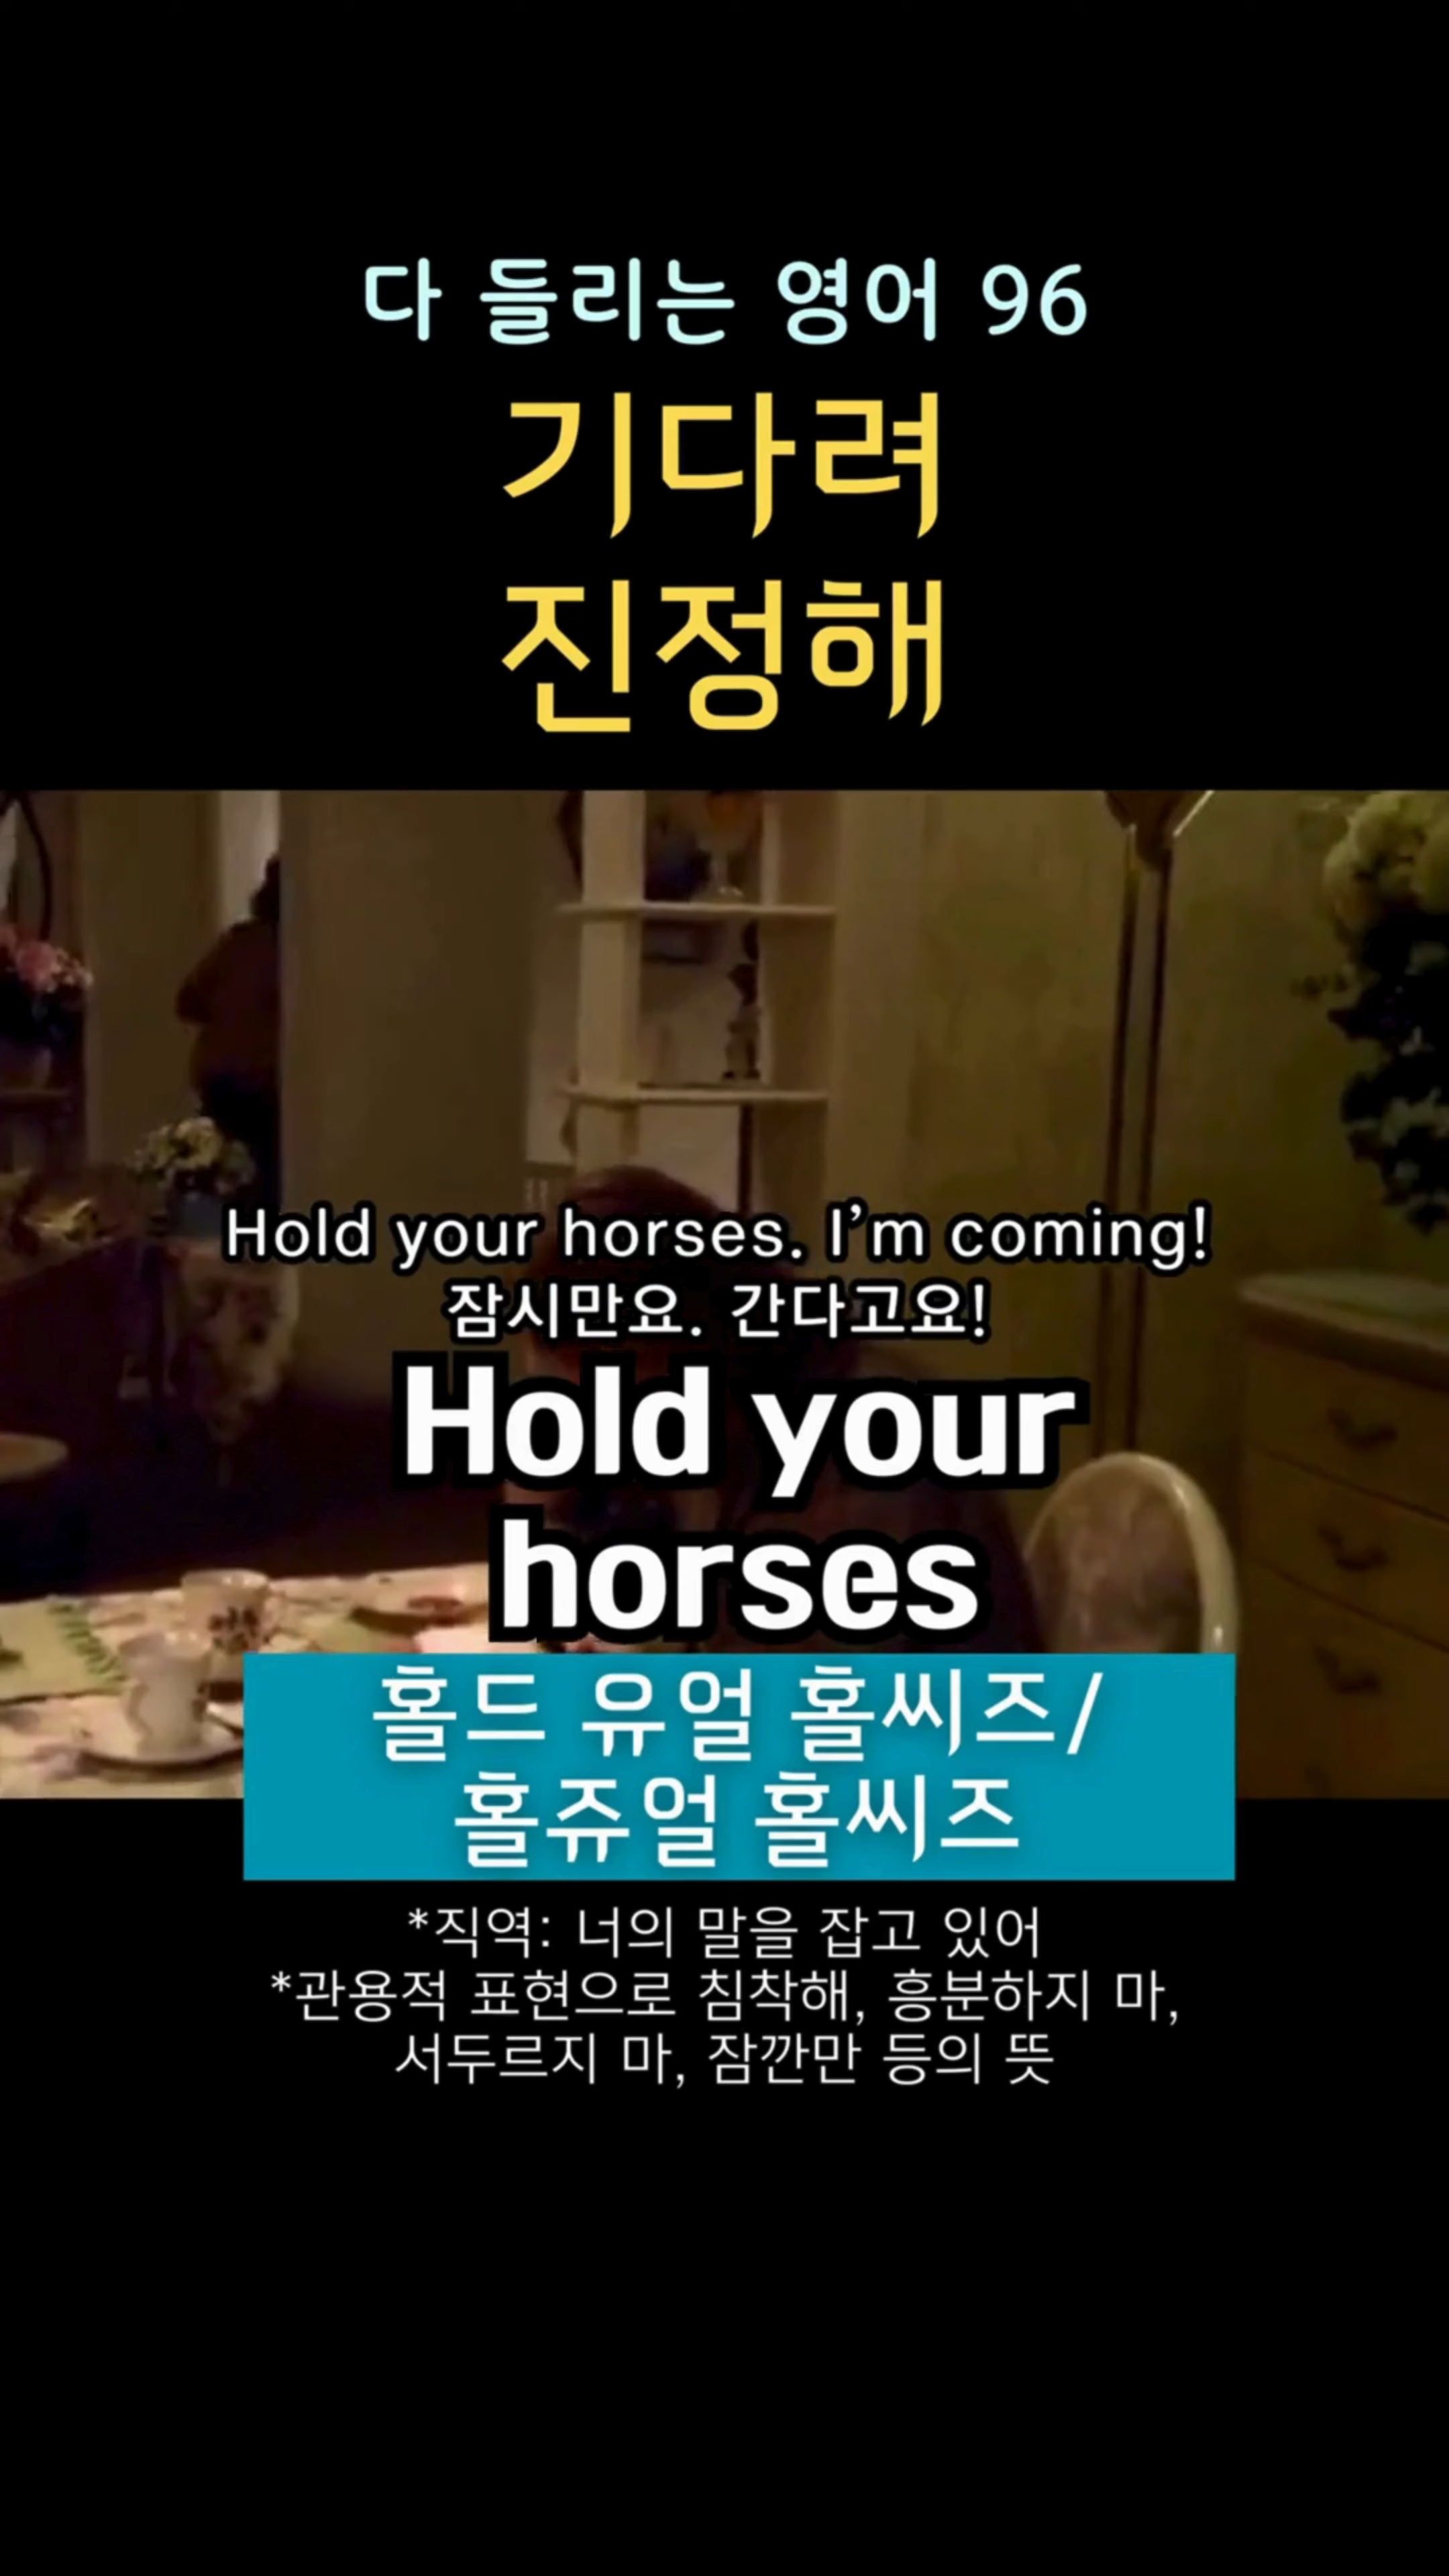 다 들리는 영어 96
기다려
진정해
Hold your horses. I’m coming!
잠시만요. 간다고요!
Hold your
horses
홀드 유얼 홀씨즈/
홀쥬얼 홀씨즈
*직역: 너의 말을 잡고 있어
*관용적 표현으로 침착해, 흥분하지 마,
서두르지 마, 잠깐만 등의 뜻